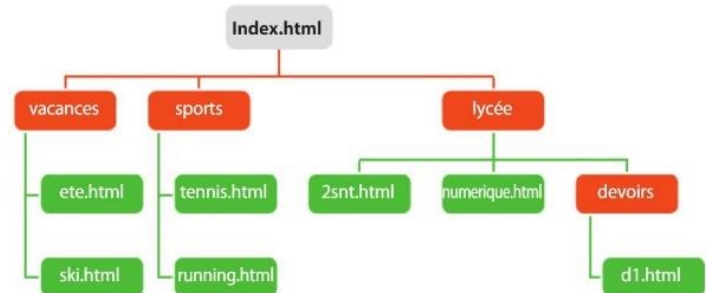 Index.html
vacances
sports
lycée
ete.html
tennis.html
2snt.html
numerique.html
devoirs
ski.html
running.html
d1.html